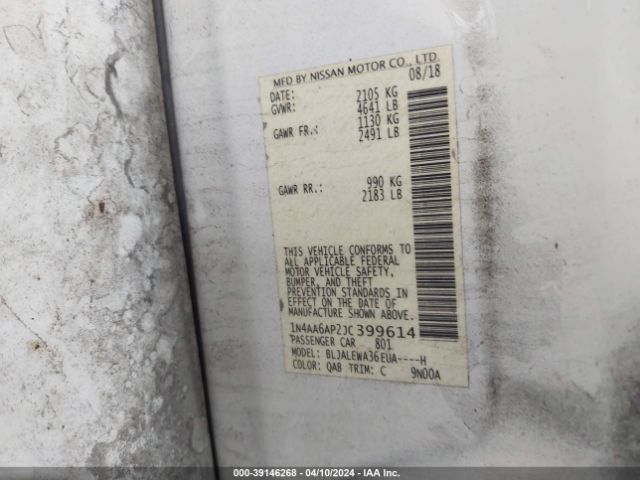 MFD BY NISSAN MOTOR CO., LTD.
DATE: 08/18
GVWR: 2105 KG
4641 LB
GAWR FR.: 1130 KG
2491 LB
GAWR RR.: 990 KG
2183 LB
THIS VEHICLE CONFORMS TO
ALL APPLICABLE FEDERAL
MOTOR VEHICLE SAFETY,
BUMPER, AND THEFT
PREVENTION STANDARDS IN
EFFECT ON THE DATE OF
MANUFACTURE SHOWN ABOVE.
1N4AA6AP2JC399614
PASSENGER CAR 801
MODEL: BLJALEWA36EUA----H
COLOR: QAB TRIM: C 9N00A
000-39146268 - 04/10/2024 - IAA Inc.